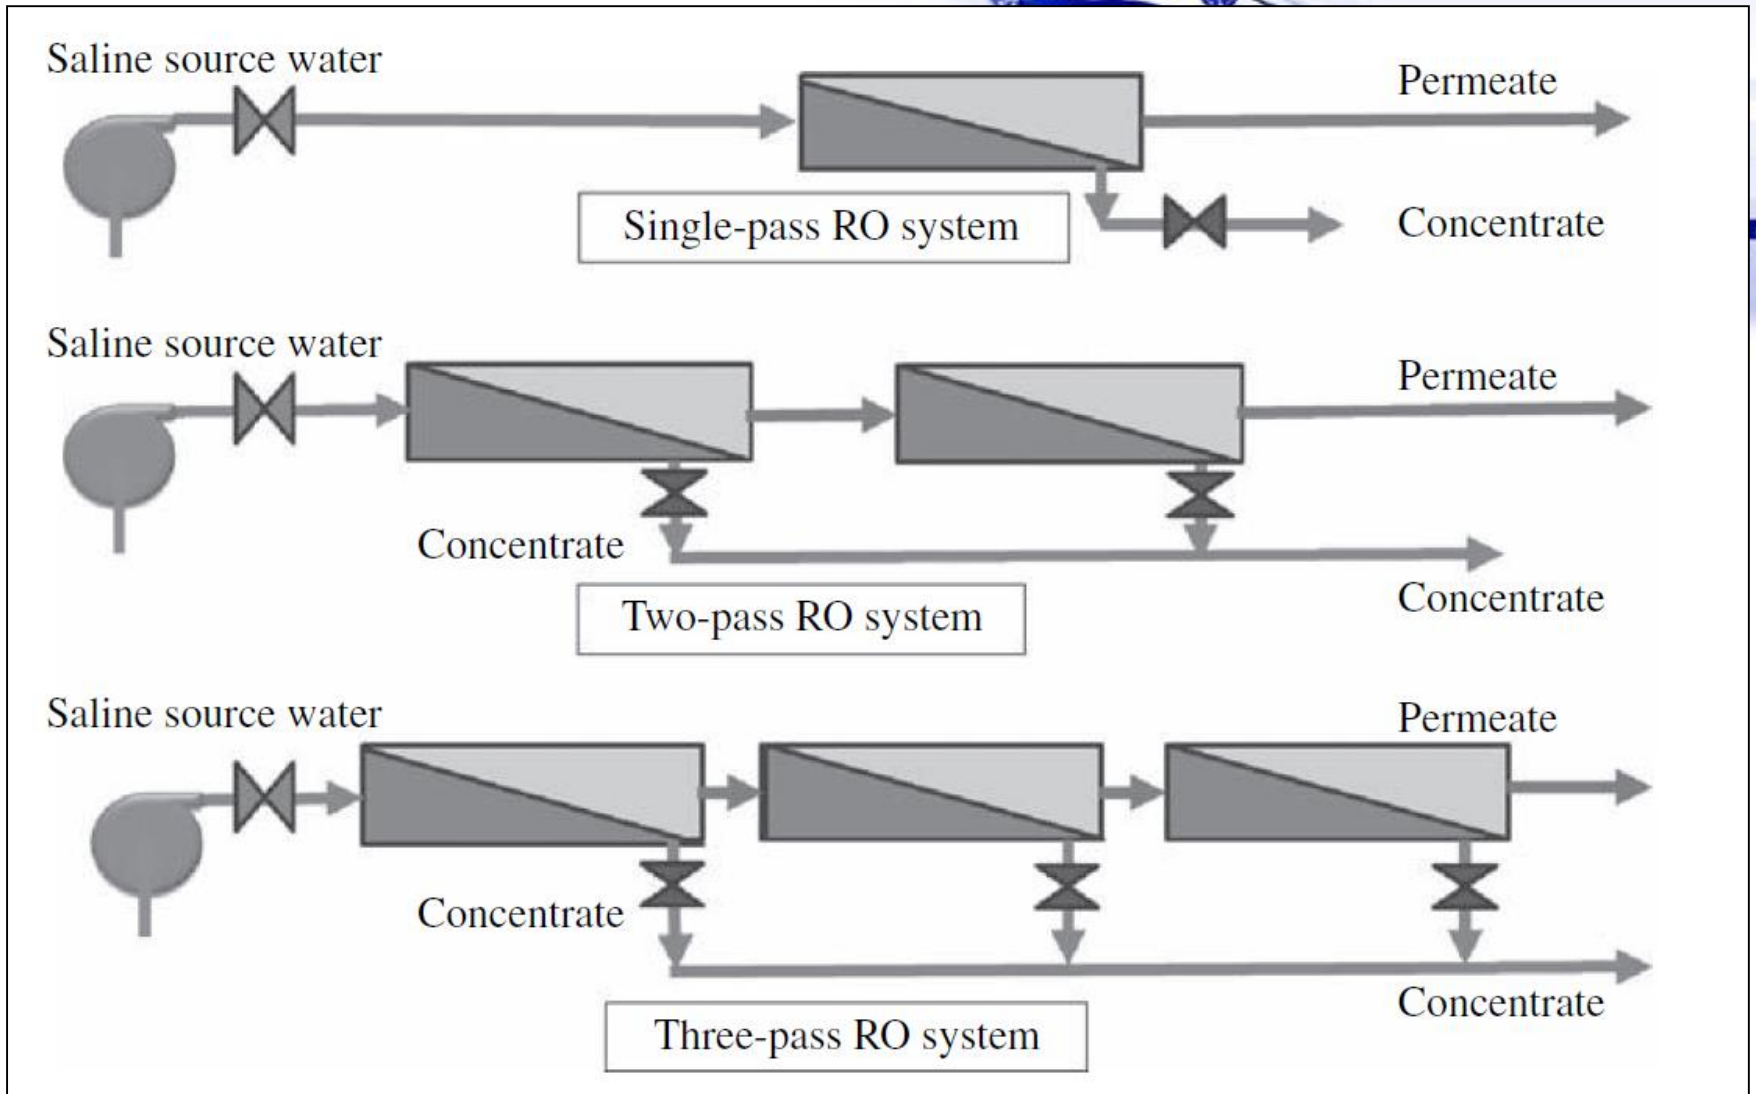 Saline source water
Permeate
Single-pass RO system
Concentrate
Saline source water
Permeate
Concentrate
Concentrate
Two-pass RO system
Saline source water
Permeate
Concentrate
Concentrate
Three-pass RO system